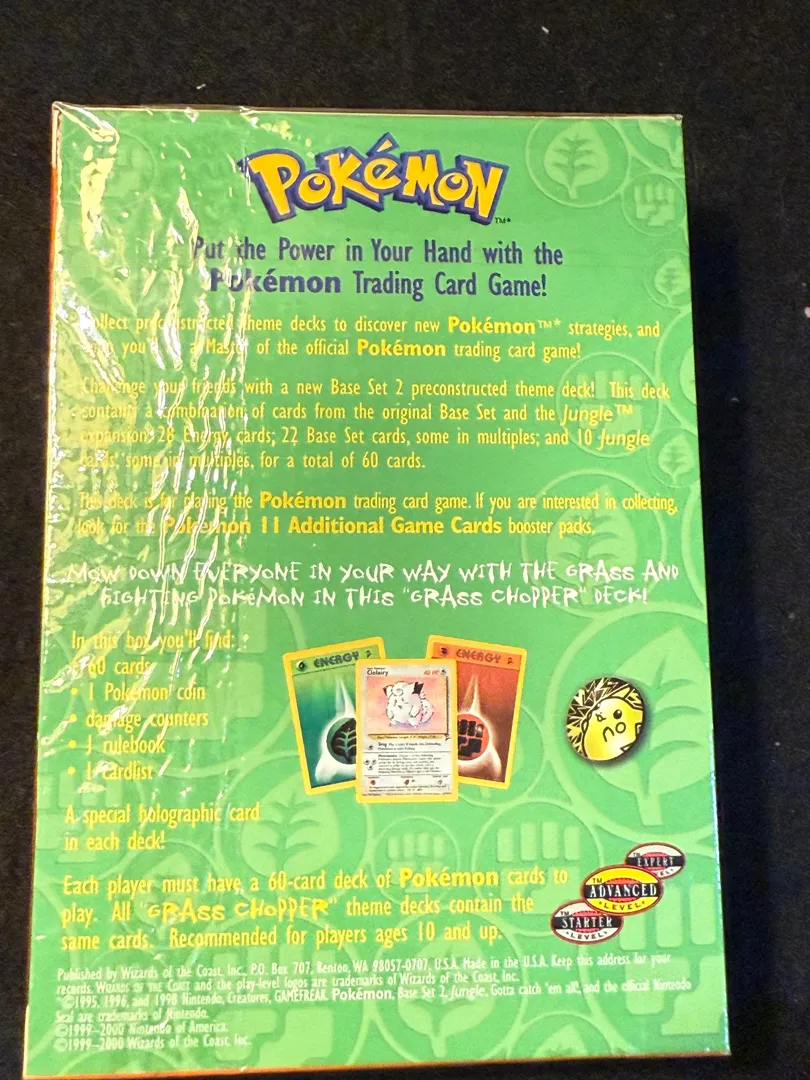 POKéMON
TM*
Put the Power in Your Hand with the
Pokémon Trading Card Game!
Collect preconstructed theme decks to discover new Pokémon™* strategies, and
you a Master of the official Pokémon trading card game!
Challenge your friends with a new Base Set 2 preconstructed theme deck! This deck
contains a combination of cards from the original Base Set and the Jungle™
expansion: 28 Energy cards; 22 Base Set cards, some in multiples; and 10 Jungle
cards, some in multiples, for a total of 60 cards.
This deck is for playing the Pokémon trading card game. If you are interested in collecting,
look for the Pokémon 11 Additional Game Cards booster packs.
MOW DOWN EVERYONE IN YOUR WAY WITH THE GRASS AND
FIGHTING POKéMON IN THIS "GRASS CHOPPER" DECK!
In this box you'll find:
• 60 cards
• 1 Pokémon coin
• damage counters
• 1 rulebook
• 1 cardlist
ENERGY
ENERGY
Clefairy
40 HP
A special holographic card
in each deck!
Each player must have a 60-card deck of Pokémon cards to
play. All "GRASS CHOPPER" theme decks contain the
same cards. Recommended for players ages 10 and up.
TM EXPERT
LEVEL
TM
ADVANCED
•LEVEL•
TM
STARTER
•LEVEL•
Published by Wizards of the Coast, Inc., P.O. Box 707, Renton, WA 98057-0707, U.S.A. Made in the U.S.A. Keep this address for your
records. WIZARDS OF THE COAST and the play-level logos are trademarks of Wizards of the Coast, Inc.
*©1995, 1996, and 1998 Nintendo, Creatures, GAMEFREAK. Pokémon, Base Set 2, Jungle, Gotta catch 'em all!, and the official Nintendo
Seal are trademarks of Nintendo.
©1999–2000 Nintendo of America.
©1999–2000 Wizards of the Coast, Inc.